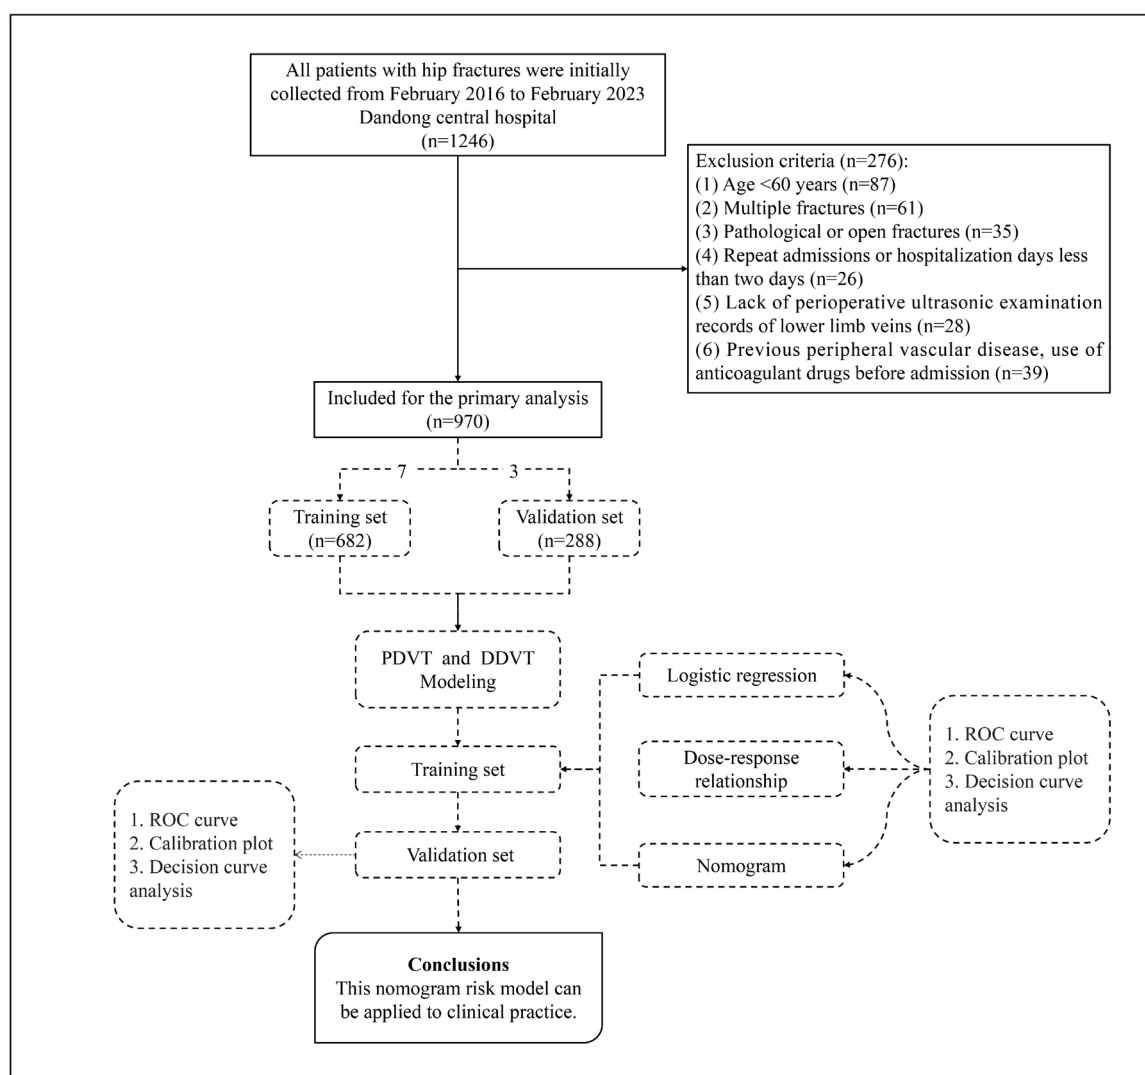 All patients with hip fractures were initially
collected from February 2016 to February 2023
Dandong central hospital
(n=1246)
Exclusion criteria (n=276):
(1) Age <60 years (n=87)
(2) Multiple fractures (n=61)
(3) Pathological or open fractures (n=35)
(4) Repeat admissions or hospitalization days less
than two days (n=26)
(5) Lack of perioperative ultrasonic examination
records of lower limb veins (n=28)
(6) Previous peripheral vascular disease, use of
anticoagulant drugs before admission (n=39)
Included for the primary analysis
(n=970)
7
3
Training set
(n=682)
Validation set
(n=288)
PDVT and DDVT
Modeling
Training set
Validation set
Logistic regression
Dose-response
relationship
Nomogram
1. ROC curve
2. Calibration plot
3. Decision curve
analysis
1. ROC curve
2. Calibration plot
3. Decision curve
analysis
Conclusions
This nomogram risk model can
be applied to clinical practice.